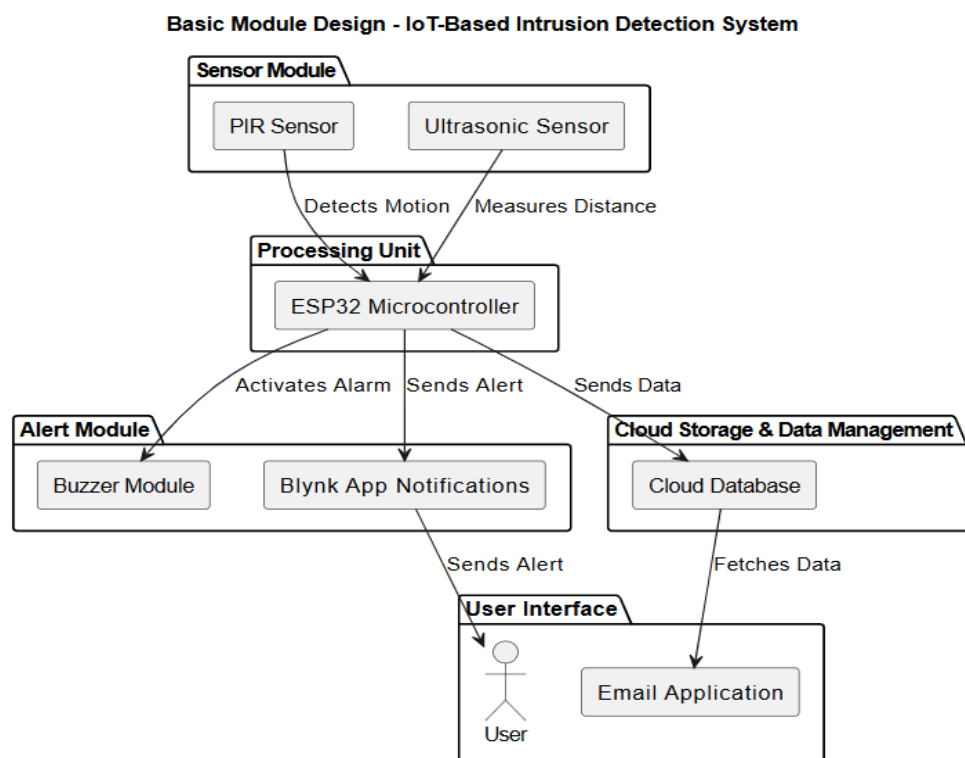 Basic Module Design - IoT-Based Intrusion Detection System
Sensor Module
PIR Sensor
Ultrasonic Sensor
Detects Motion
Measures Distance
Processing Unit
ESP32 Microcontroller
Activates Alarm
Sends Alert
Sends Data
Alert Module
Cloud Storage & Data Management
Buzzer Module
Blynk App Notifications
Cloud Database
Sends Alert
Fetches Data
User Interface
Email Application
User